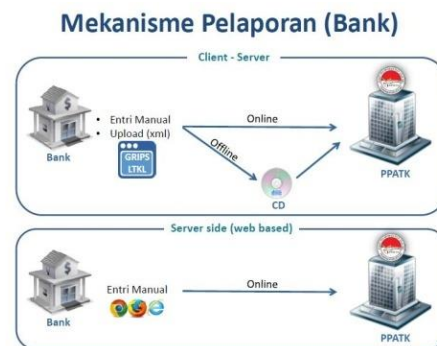 Mekanisme Pelaporan (Bank)
Client - Server
• Entri Manual
• Upload (xml)
GRIPS
LTKL
Bank
Online
Offline
CD
PPATK
Server side (web based)
Entri Manual
Bank
Online
PPATK